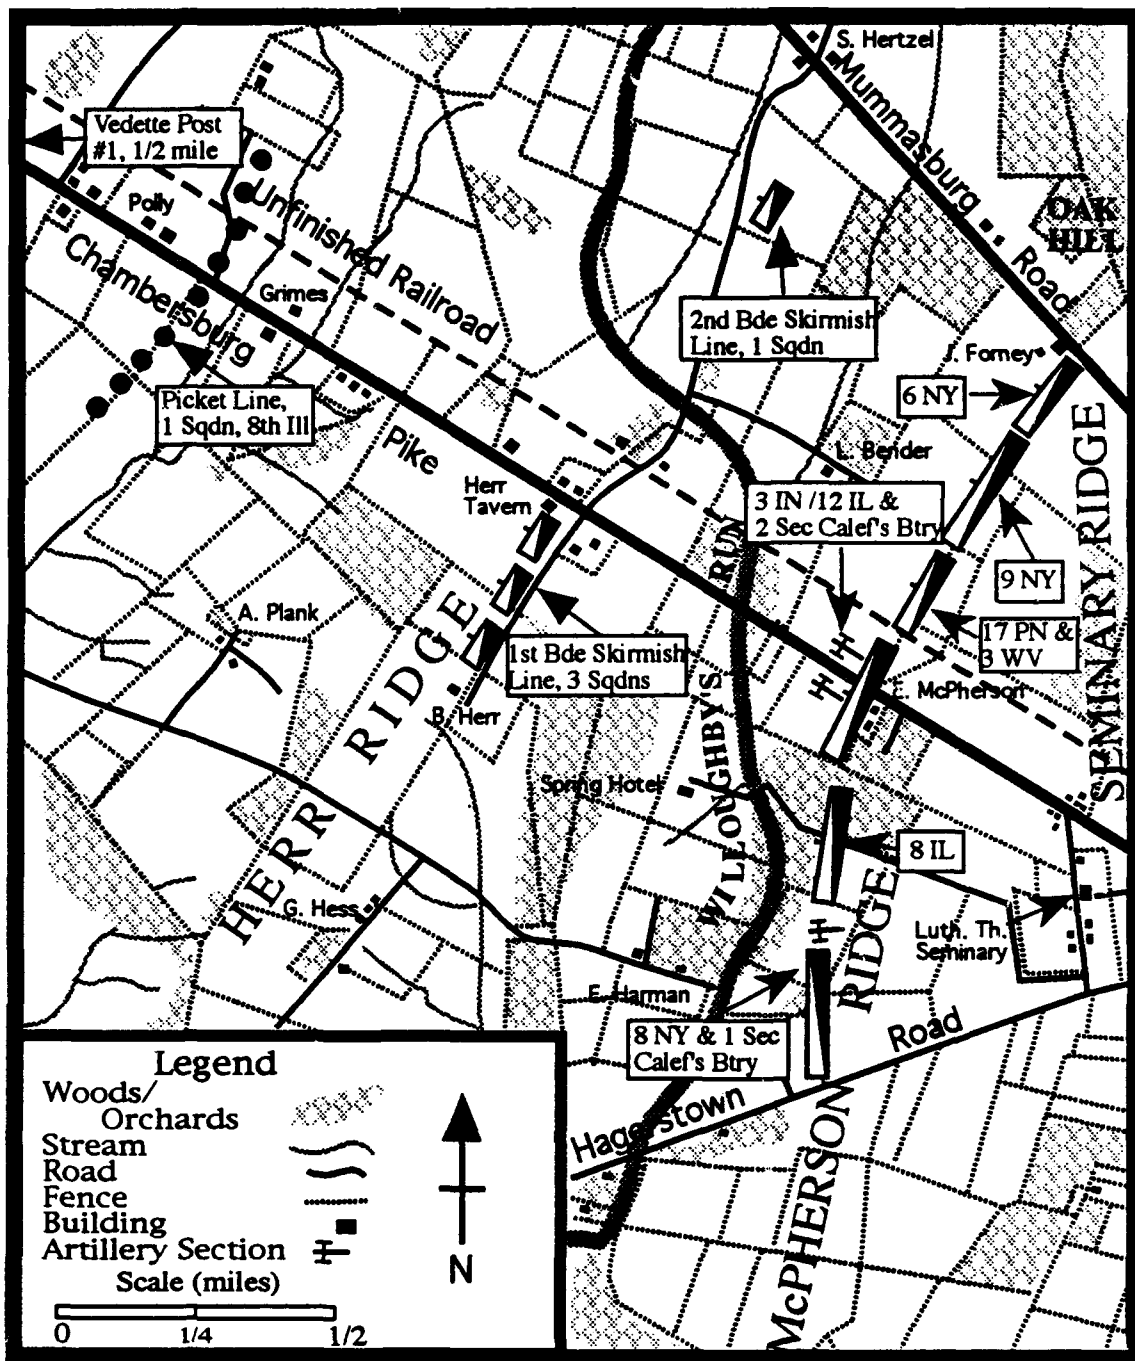 S. Hertzel
Mummasburg Road
Vedette Post
#1, 1/2 mile
Polly
Unfinished Railroad
OAK
HILL
Chambersburg
Pike
Grimes
2nd Bde Skirmish
Line, 1 Sqdn
J. Forney
6 NY
Picket Line,
1 Sqdn, 8th Ill
L. Bender
Herr
Tavern
3 IN /12 IL &
2 Sec Calef's Btry
9 NY
SEMINARY RIDGE
A. Plank
17 PN &
3 WV
1st Bde Skirmish
Line, 3 Sqdns
E. McPherson
B. Herr
HERR RIDGE
WILLOUGHBY'S RUN
Spring Hotel
8 IL
G. Hess
Luth. Th.
Seminary
E. Harman
McPHERSON RIDGE
8 NY & 1 Sec
Calef's Btry
Hagerstown Road
Legend
Woods/
Orchards
Stream
Road
Fence
Building
Artillery Section
N
Scale (miles)
0 1/4 1/2